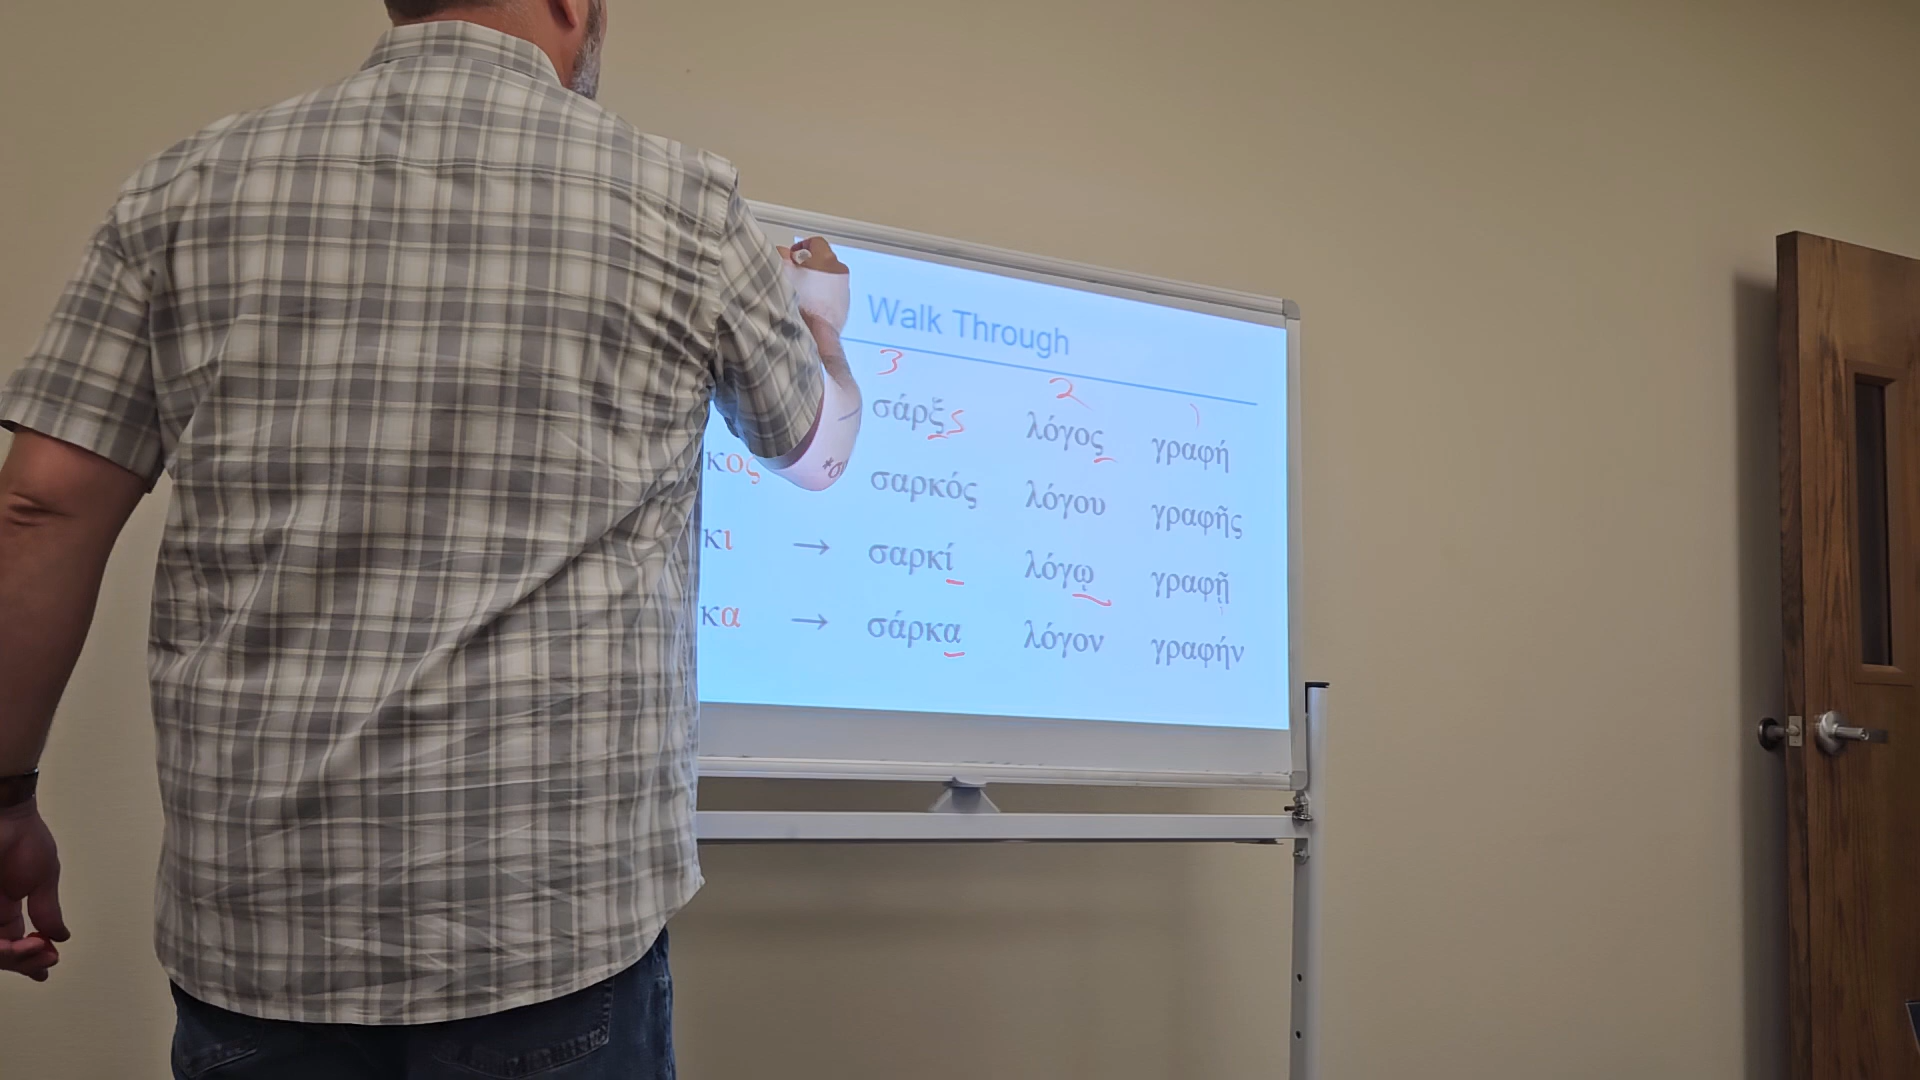 Walk Through
3 2 1
σάρξ ς λόγος γραφή
κος σαρκός λόγου γραφῆς
κι → σαρκί λόγῳ γραφῇ
κα → σάρκα λόγον γραφήν